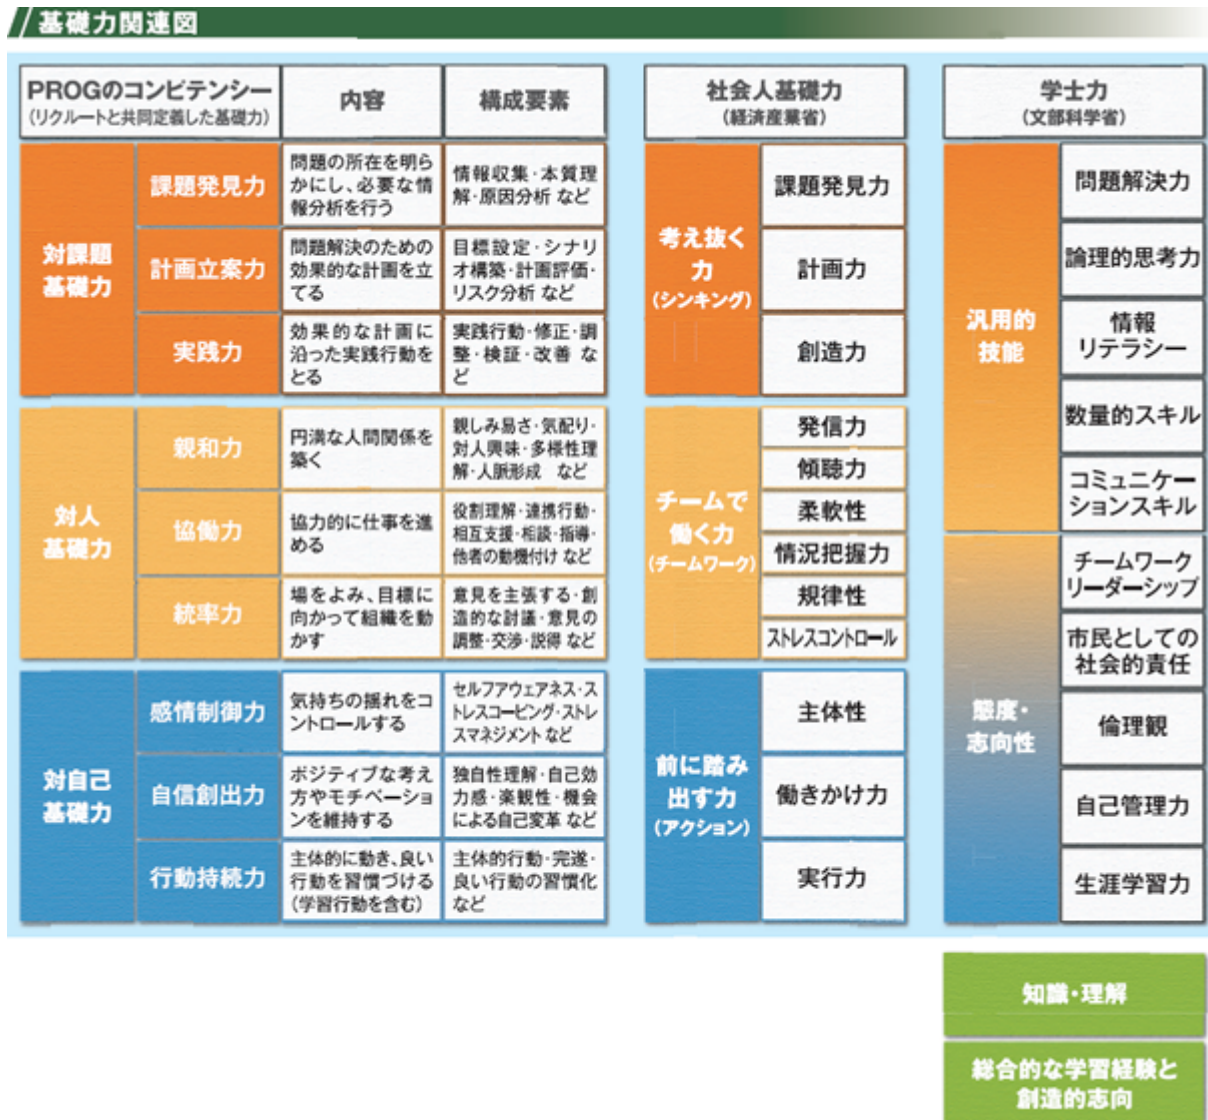 基礎力関連図
PROGのコンピテンシー
(リクルートと共同定義した基礎力)
内容
構成要素
対課題
基礎力
課題発見力
問題の所在を明ら
かにし、必要な情
報分析を行う
情報収集・本質理
解・原因分析 など
計画立案力
問題解決のための
効果的な計画を立
てる
目標設定・シナリ
オ構築・計画評価・
リスク分析 など
実践力
効果的な計画に
沿った実践行動を
とる
実践行動・修正・調
整・検証・改善 な
ど
対人
基礎力
親和力
円満な人間関係を
築く
親しみ易さ・気配り・
対人興味・多様性理
解・人脈形成 など
協働力
協力的に仕事を進
める
役割理解・連携行動・
相互支援・相談・指導・
他者の動機付け など
統率力
場をよみ、目標に
向かって組織を動
かす
意見を主張する・創
造的な討議・意見の
調整・交渉・説得 など
対自己
基礎力
感情制御力
気持ちの揺れをコ
ントロールする
セルフアウェアネス・ス
トレスコーピング・ストレ
スマネジメント など
自信創出力
ポジティブな考え
方やモチベーショ
ンを維持する
独自性理解・自己効
力感・楽観性・機会
による自己変革 など
行動持続力
主体的に動き、良い
行動を習慣づける
(学習行動を含む)
主体的行動・完遂・
良い行動の習慣化
など
社会人基礎力
(経済産業省)
考え抜く
力
(シンキング)
課題発見力
計画力
創造力
チームで
働く力
(チームワーク)
発信力
傾聴力
柔軟性
情況把握力
規律性
ストレスコントロール
前に踏み
出す力
(アクション)
主体性
働きかけ力
実行力
学士力
(文部科学省)
汎用的
技能
問題解決力
論理的思考力
情報
リテラシー
数量的スキル
コミュニケー
ションスキル
態度・
志向性
チームワーク
リーダーシップ
市民としての
社会的責任
倫理観
自己管理力
生涯学習力
知識・理解
総合的な学習経験と
創造的志向